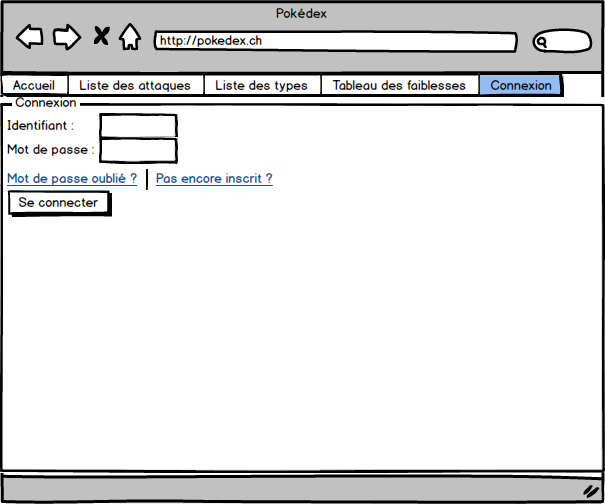 Pokédex
http://pokedex.ch
Accueil Liste des attaques Liste des types Tableau des faiblesses Connexion
Connexion
Identifiant :
Mot de passe :
Mot de passe oublié ? Pas encore inscrit ?
Se connecter